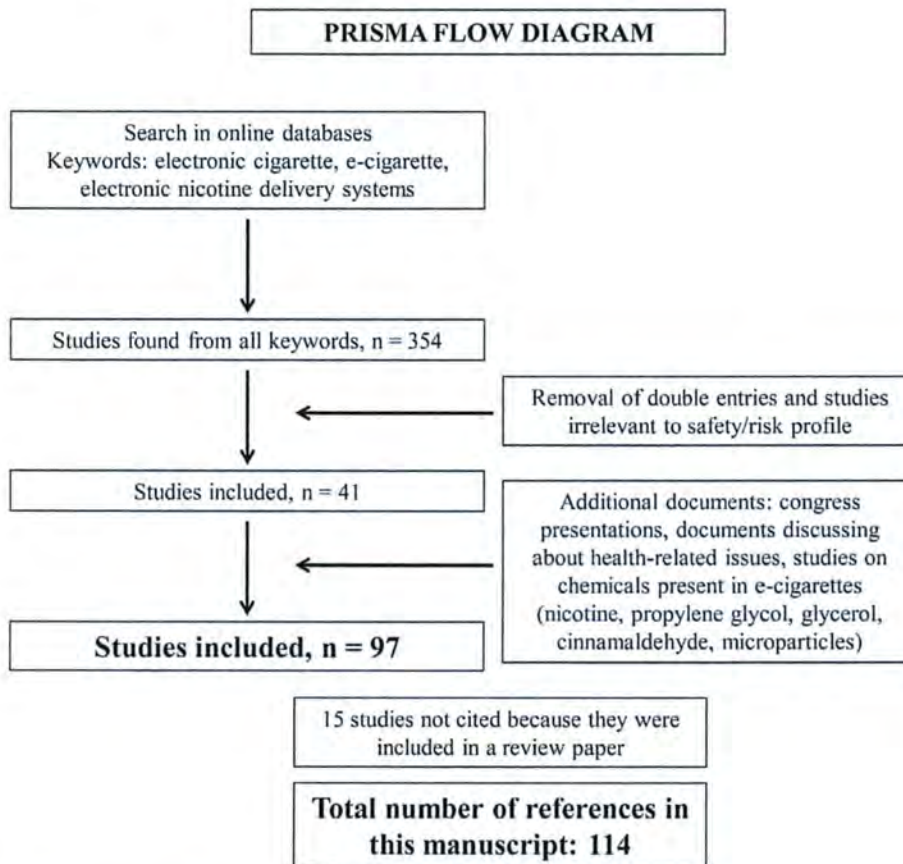 PRISMA FLOW DIAGRAM
Search in online databases
Keywords: electronic cigarette, e-cigarette,
electronic nicotine delivery systems
Studies found from all keywords, n = 354
Removal of double entries and studies
irrelevant to safety/risk profile
Studies included, n = 41
Additional documents: congress
presentations, documents discussing
about health-related issues, studies on
chemicals present in e-cigarettes
(nicotine, propylene glycol, glycerol,
cinnamaldehyde, microparticles)
Studies included, n = 97
15 studies not cited because they were
included in a review paper
Total number of references in
this manuscript: 114